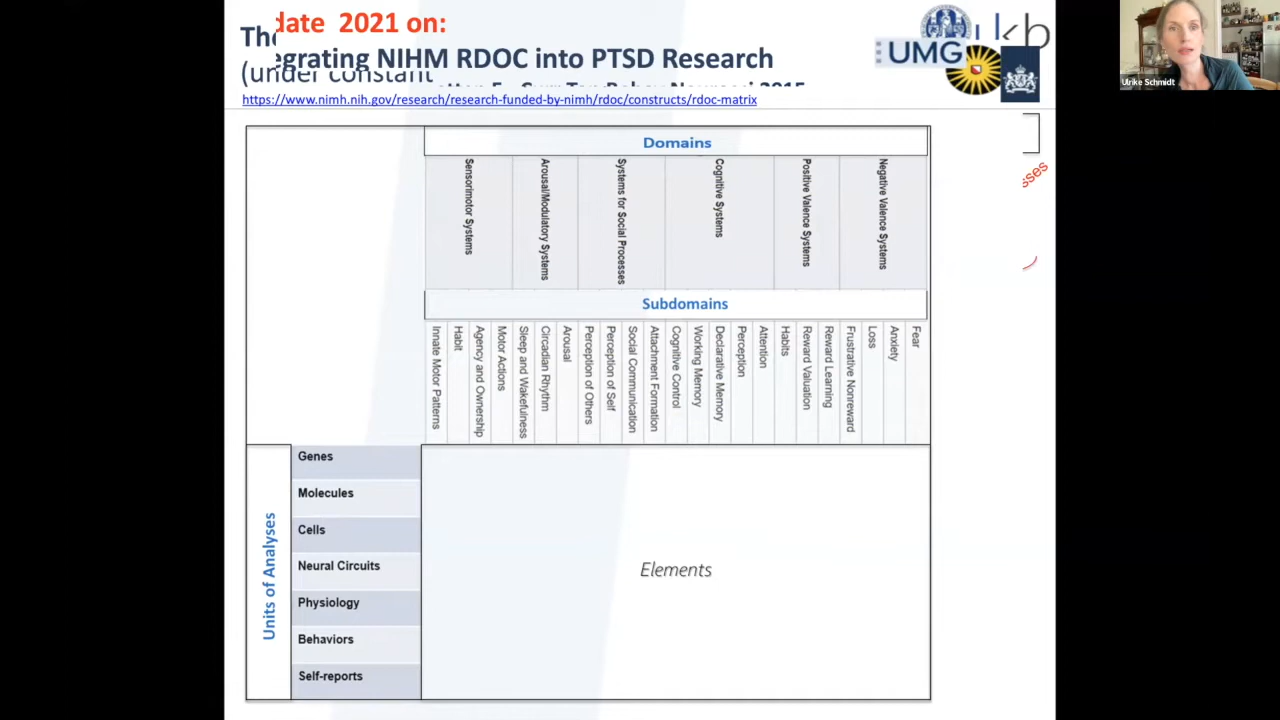 date 2021 on:
The
egrating NIHM RDOC into PTSD Research
(under constant
https://www.nimh.nih.gov/research/research-funded-by-nimh/rdoc/constructs/rdoc-matrix
UMG
ukb
Ulrike Schmidt
sses
Domains
Sensorimotor Systems
Arousal/Modulatory Systems
Systems for Social Processes
Cognitive Systems
Positive Valence Systems
Negative Valence Systems
Subdomains
Innate Motor Patterns
Habit
Agency and Ownership
Motor Actions
Sleep and Wakefulness
Circadian Rhythm
Arousal
Perception of Others
Perception of Self
Social Communication
Attachment Formation
Cognitive Control
Working Memory
Declarative Memory
Perception
Attention
Habits
Reward Valuation
Reward Learning
Frustrative Nonreward
Loss
Anxiety
Fear
Units of Analyses
Genes
Molecules
Cells
Neural Circuits
Physiology
Behaviors
Self-reports
Elements